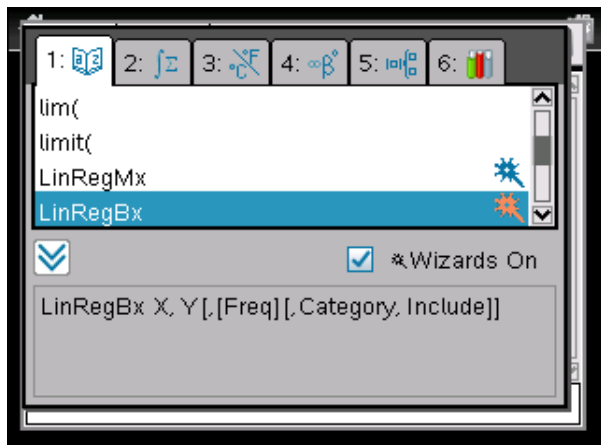 1: 2: ∫Σ 3: °C°F 4: ∞β° 5: 6:
lim(
limit(
LinRegMx
LinRegBx
Wizards On
LinRegBx X, Y[,[Freq][,Category, Include]]